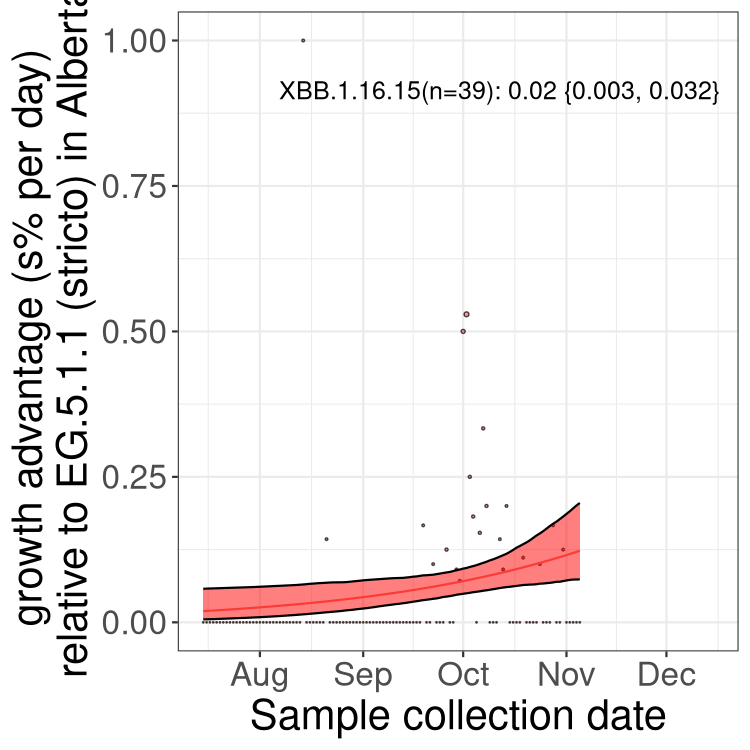 growth advantage (s% per day)
relative to EG.5.1.1 (stricto) in Alberta
1.00
0.75
0.50
0.25
0.00
XBB.1.16.15(n=39): 0.02 {0.003, 0.032}
Aug Sep Oct Nov Dec
Sample collection date